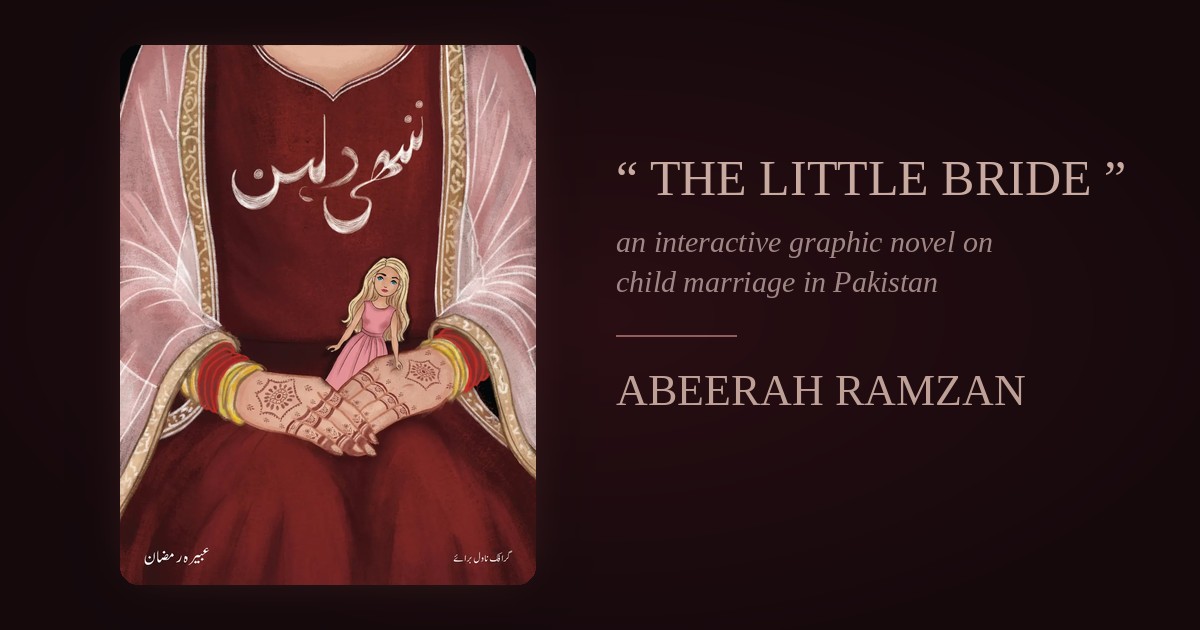 ننھی دلہن
عبیرہ رمضان
گرافک ناول برائے
“ THE LITTLE BRIDE ”
an interactive graphic novel on
child marriage in Pakistan
ABEERAH RAMZAN